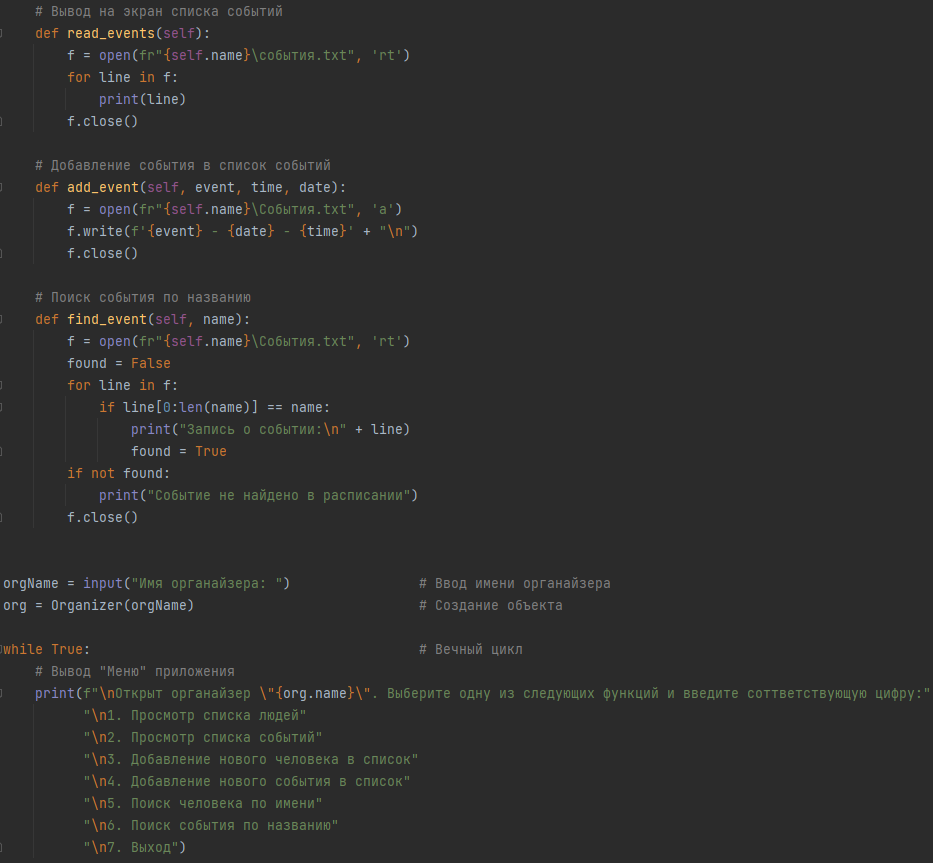 # Вывод на экран списка событий
def read_events(self):
f = open(fr"{self.name}\события.txt", 'rt')
for line in f:
print(line)
f.close()
# Добавление события в список событий
def add_event(self, event, time, date):
f = open(fr"{self.name}\События.txt", 'a')
f.write(f'{event} - {date} - {time}' + "\n")
f.close()
# Поиск события по названию
def find_event(self, name):
f = open(fr"{self.name}\События.txt", 'rt')
found = False
for line in f:
if line[0:len(name)] == name:
print("Запись о событии:\n" + line)
found = True
if not found:
print("Событие не найдено в расписании")
f.close()
orgName = input("Имя органайзера: ") # Ввод имени органайзера
org = Organizer(orgName) # Создание объекта
while True: # Вечный цикл
# Вывод "Меню" приложения
print(f"\nОткрыт органайзер \"{org.name}\". Выберите одну из следующих функций и введите соттветствующую цифру:"
"\n1. Просмотр списка людей"
"\n2. Просмотр списка событий"
"\n3. Добавление нового человека в список"
"\n4. Добавление нового события в список"
"\n5. Поиск человека по имени"
"\n6. Поиск события по названию"
"\n7. Выход")